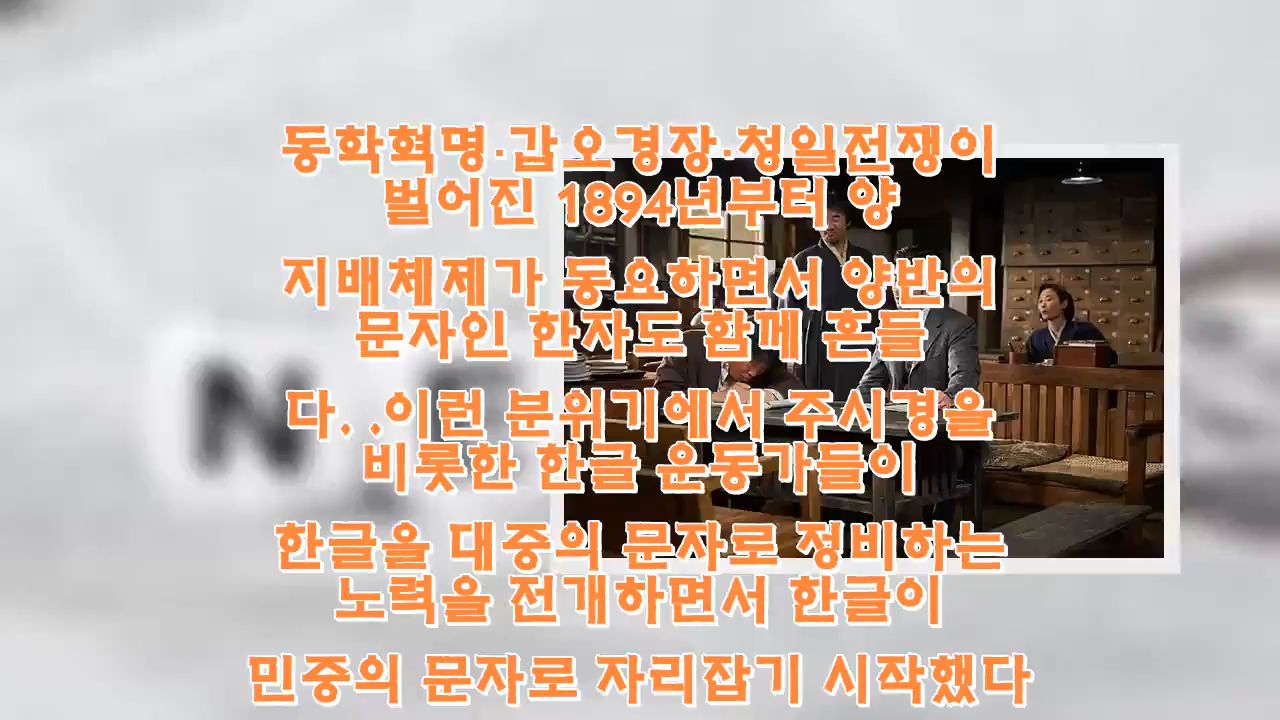 동학혁명·갑오경장·청일전쟁이
벌어진 1894년부터 양
지배체제가 동요하면서 양반의
문자인 한자도 함께 흔들
다. .이런 분위기에서 주시경을
비롯한 한글 운동가들이
한글을 대중의 문자로 정비하는
노력을 전개하면서 한글이
민중의 문자로 자리잡기 시작했다